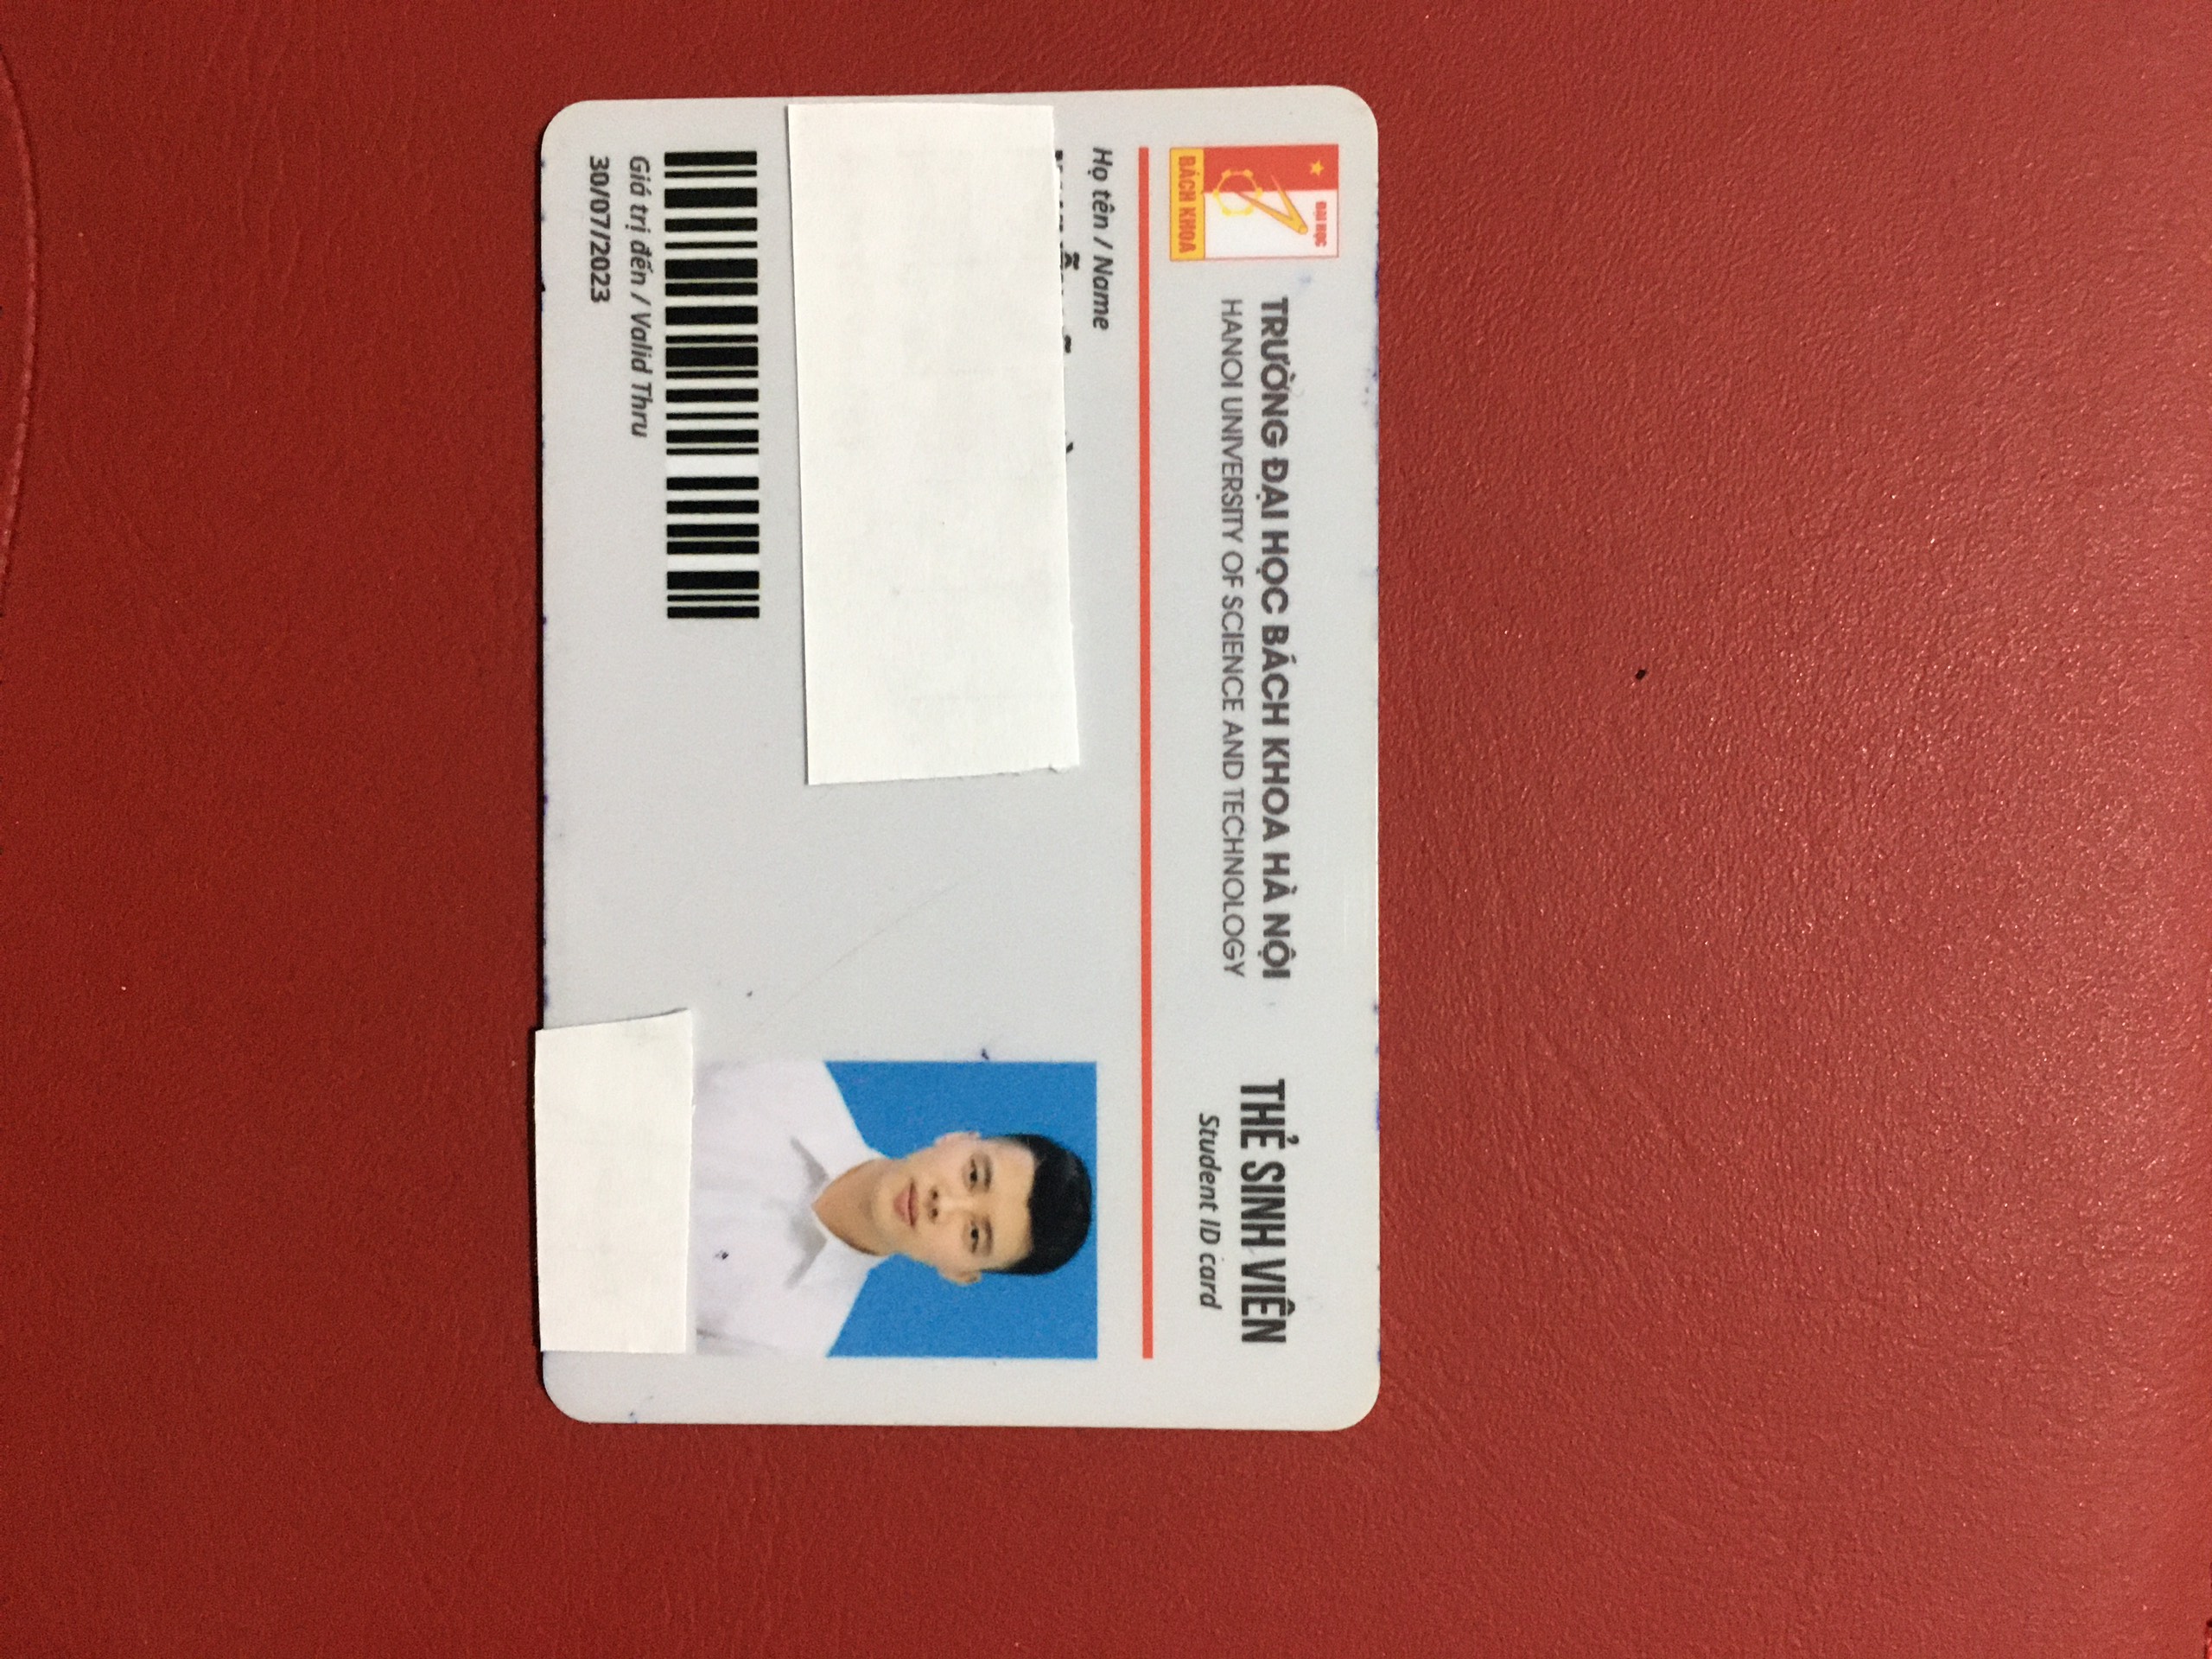 ĐẠI HỌC
BÁCH KHOA
TRƯỜNG ĐẠI HỌC BÁCH KHOA HÀ NỘI
HANOI UNIVERSITY OF SCIENCE AND TECHNOLOGY
THẺ SINH VIÊN
Student ID card
Họ tên / Name
Giá trị đến / Valid Thru
30/07/2023